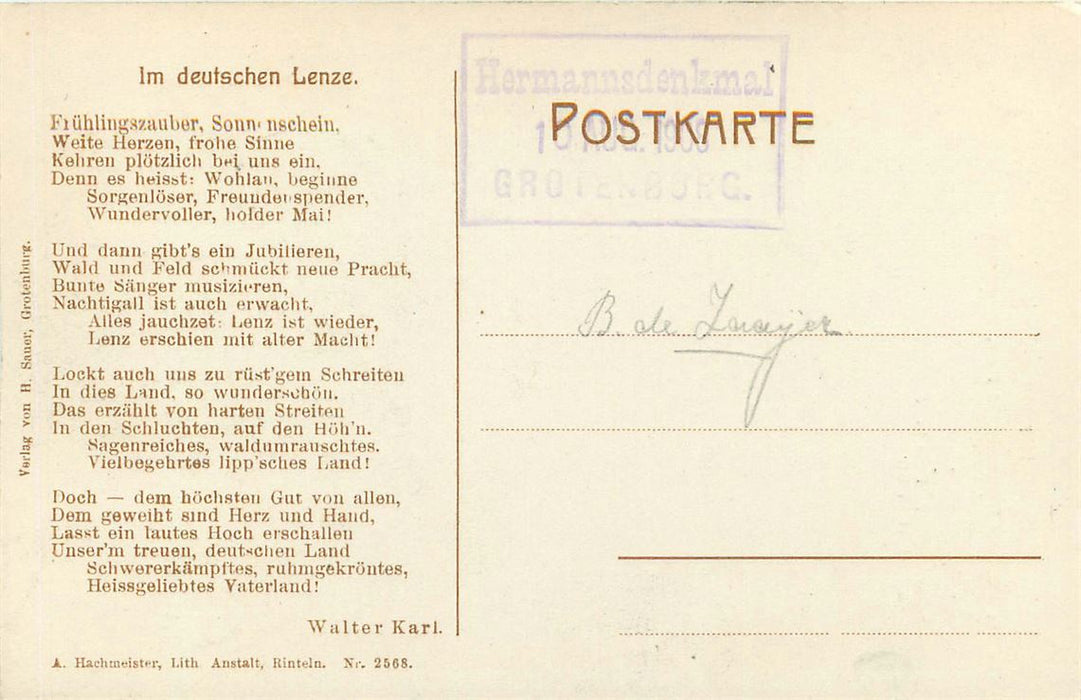 Im deutschen Lenze.
Frühlingszauber, Sonnenschein,
Weite Herzen, frohe Sinne
Kehren plötzlich bei uns ein.
Denn es heisst: Wohlan, beginne
Sorgenlöser, Freudenspender,
Wundervoller, holder Mai!
Und dann gibt's ein Jubilieren,
Wald und Feld schmückt neue Pracht,
Bunte Sänger musizieren,
Nachtigall ist auch erwacht,
Alles jauchzet: Lenz ist wieder,
Lenz erschien mit alter Macht!
Lockt auch uns zu rüst'gem Schreiten
In dies Land, so wunderschön.
Das erzählt von harten Streiten
In den Schluchten, auf den Höh'n.
Sagenreiches, waldumrauschtes.
Vielbegehrtes lipp'sches Land!
Doch — dem höchsten Gut von allen,
Dem geweiht sind Herz und Hand,
Lasst ein lautes Hoch erschallen
Unser'm treuen, deutschen Land
Schwererkämpftes, ruhmgekröntes,
Heissgeliebtes Vaterland!
Walter Karl.
A. Hachmeister, Lith Anstalt, Rinteln. Nr. 2568.
Verlag von H. Sauer, Grotenburg.
Hermannsdenkmal
POSTKARTE
GROTENBURG.
B. de